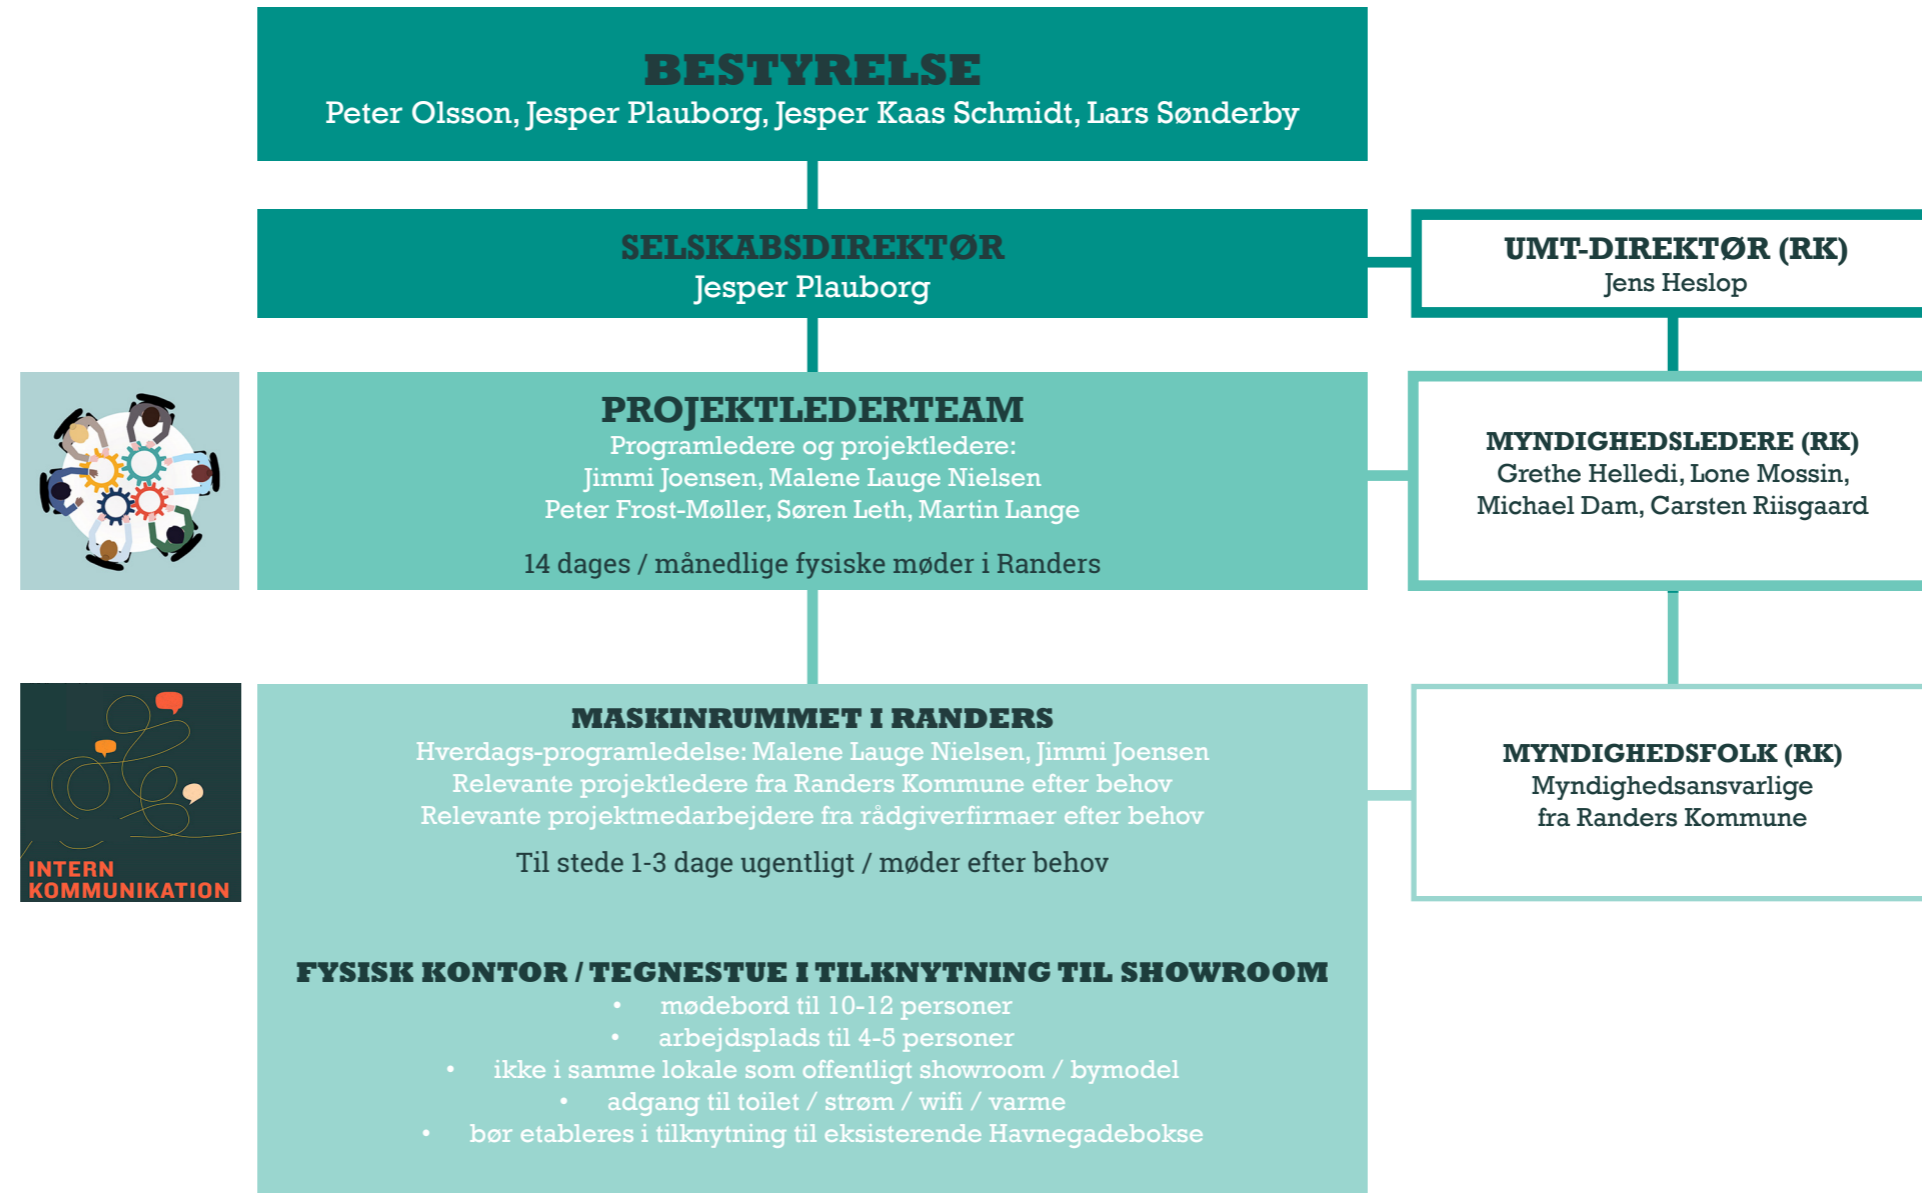 BESTYRELSE
Peter Olsson, Jesper Plauborg, Jesper Kaas Schmidt, Lars Sønderby
SELSKABSDIREKTØR
Jesper Plauborg
UMT-DIREKTØR (RK)
Jens Heslop
PROJEKTLEDERTEAM
Programledere og projektledere:
Jimmi Joensen, Malene Lauge Nielsen
Peter Frost-Møller, Søren Leth, Martin Lange
14 dages / månedlige fysiske møder i Randers
MYNDIGHEDSLEDERE (RK)
Grethe Helledi, Lone Mossin,
Michael Dam, Carsten Riisgaard
INTERN
KOMMUNIKATION
MASKINRUMMET I RANDERS
Hverdags-programledelse: Malene Lauge Nielsen, Jimmi Joensen
Relevante projektledere fra Randers Kommune efter behov
Relevante projektmedarbejdere fra rådgiverfirmaer efter behov
Til stede 1-3 dage ugentligt / møder efter behov
MYNDIGHEDSFOLK (RK)
Myndighedsansvarlige
fra Randers Kommune
FYSISK KONTOR / TEGNESTUE I TILKNYTNING TIL SHOWROOM
• mødebord til 10-12 personer
• arbejdsplads til 4-5 personer
• ikke i samme lokale som offentligt showroom / bymodel
• adgang til toilet / strøm / wifi / varme
• bør etableres i tilknytning til eksisterende Havnegadebokse